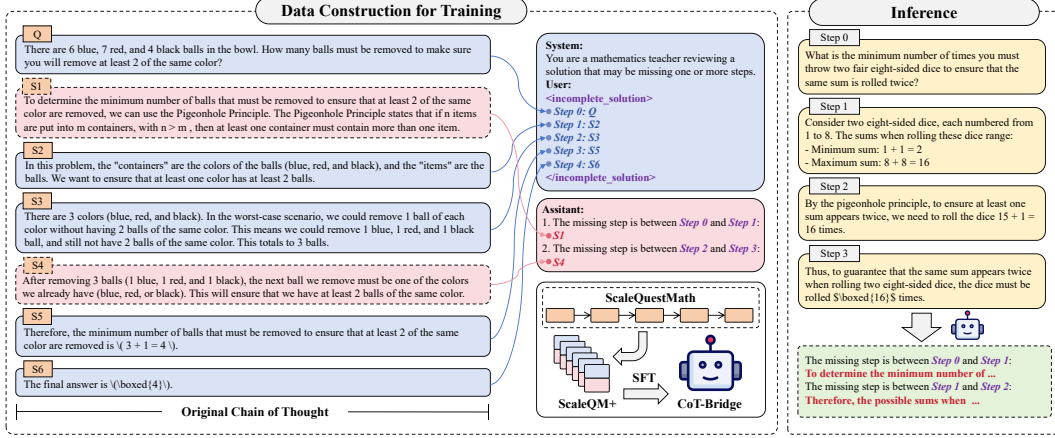 Data Construction for Training
Q
There are 6 blue, 7 red, and 4 black balls in the bowl. How many balls must be removed to make sure
you will remove at least 2 of the same color?
S1
To determine the minimum number of balls that must be removed to ensure that at least 2 of the same
color are removed, we can use the Pigeonhole Principle. The Pigeonhole Principle states that if n items
are put into m containers, with n > m , then at least one container must contain more than one item.
S2
In this problem, the "containers" are the colors of the balls (blue, red, and black), and the "items" are the
balls. We want to ensure that at least one color has at least 2 balls.
S3
There are 3 colors (blue, red, and black). In the worst-case scenario, we could remove 1 ball of each
color without having 2 balls of the same color. This means we could remove 1 blue, 1 red, and 1 black
ball, and still not have 2 balls of the same color. This totals to 3 balls.
S4
After removing 3 balls (1 blue, 1 red, and 1 black), the next ball we remove must be one of the colors
we already have (blue, red, or black). This will ensure that we have at least 2 balls of the same color.
S5
Therefore, the minimum number of balls that must be removed to ensure that at least 2 of the same
color are removed is \( 3 + 1 = 4 \).
S6
The final answer is \(\boxed{4}\).
Original Chain of Thought
System:
You are a mathematics teacher reviewing a
solution that may be missing one or more steps.
User:
<incomplete_solution>
Step 0: Q
Step 1: S2
Step 2: S3
Step 3: S5
Step 4: S6
</incomplete_solution>
Assitant:
1. The missing step is between Step 0 and Step 1:
S1
2. The missing step is between Step 2 and Step 3:
S4
ScaleQuestMath
SFT
ScaleQM+
CoT-Bridge
Inference
Step 0
What is the minimum number of times you must
throw two fair eight-sided dice to ensure that the
same sum is rolled twice?
Step 1
Consider two eight-sided dice, each numbered from
1 to 8. The sums when rolling these dice range:
- Minimum sum: 1 + 1 = 2
- Maximum sum: 8 + 8 = 16
Step 2
By the pigeonhole principle, to ensure at least one
sum appears twice, we need to roll the dice 15 + 1 =
16 times.
Step 3
Thus, to guarantee that the same sum appears twice
when rolling two eight-sided dice, the dice must be
rolled $\boxed{16}$ times.
The missing step is between Step 0 and Step 1:
To determine the minimum number of ...
The missing step is between Step 1 and Step 2:
Therefore, the possible sums when ...